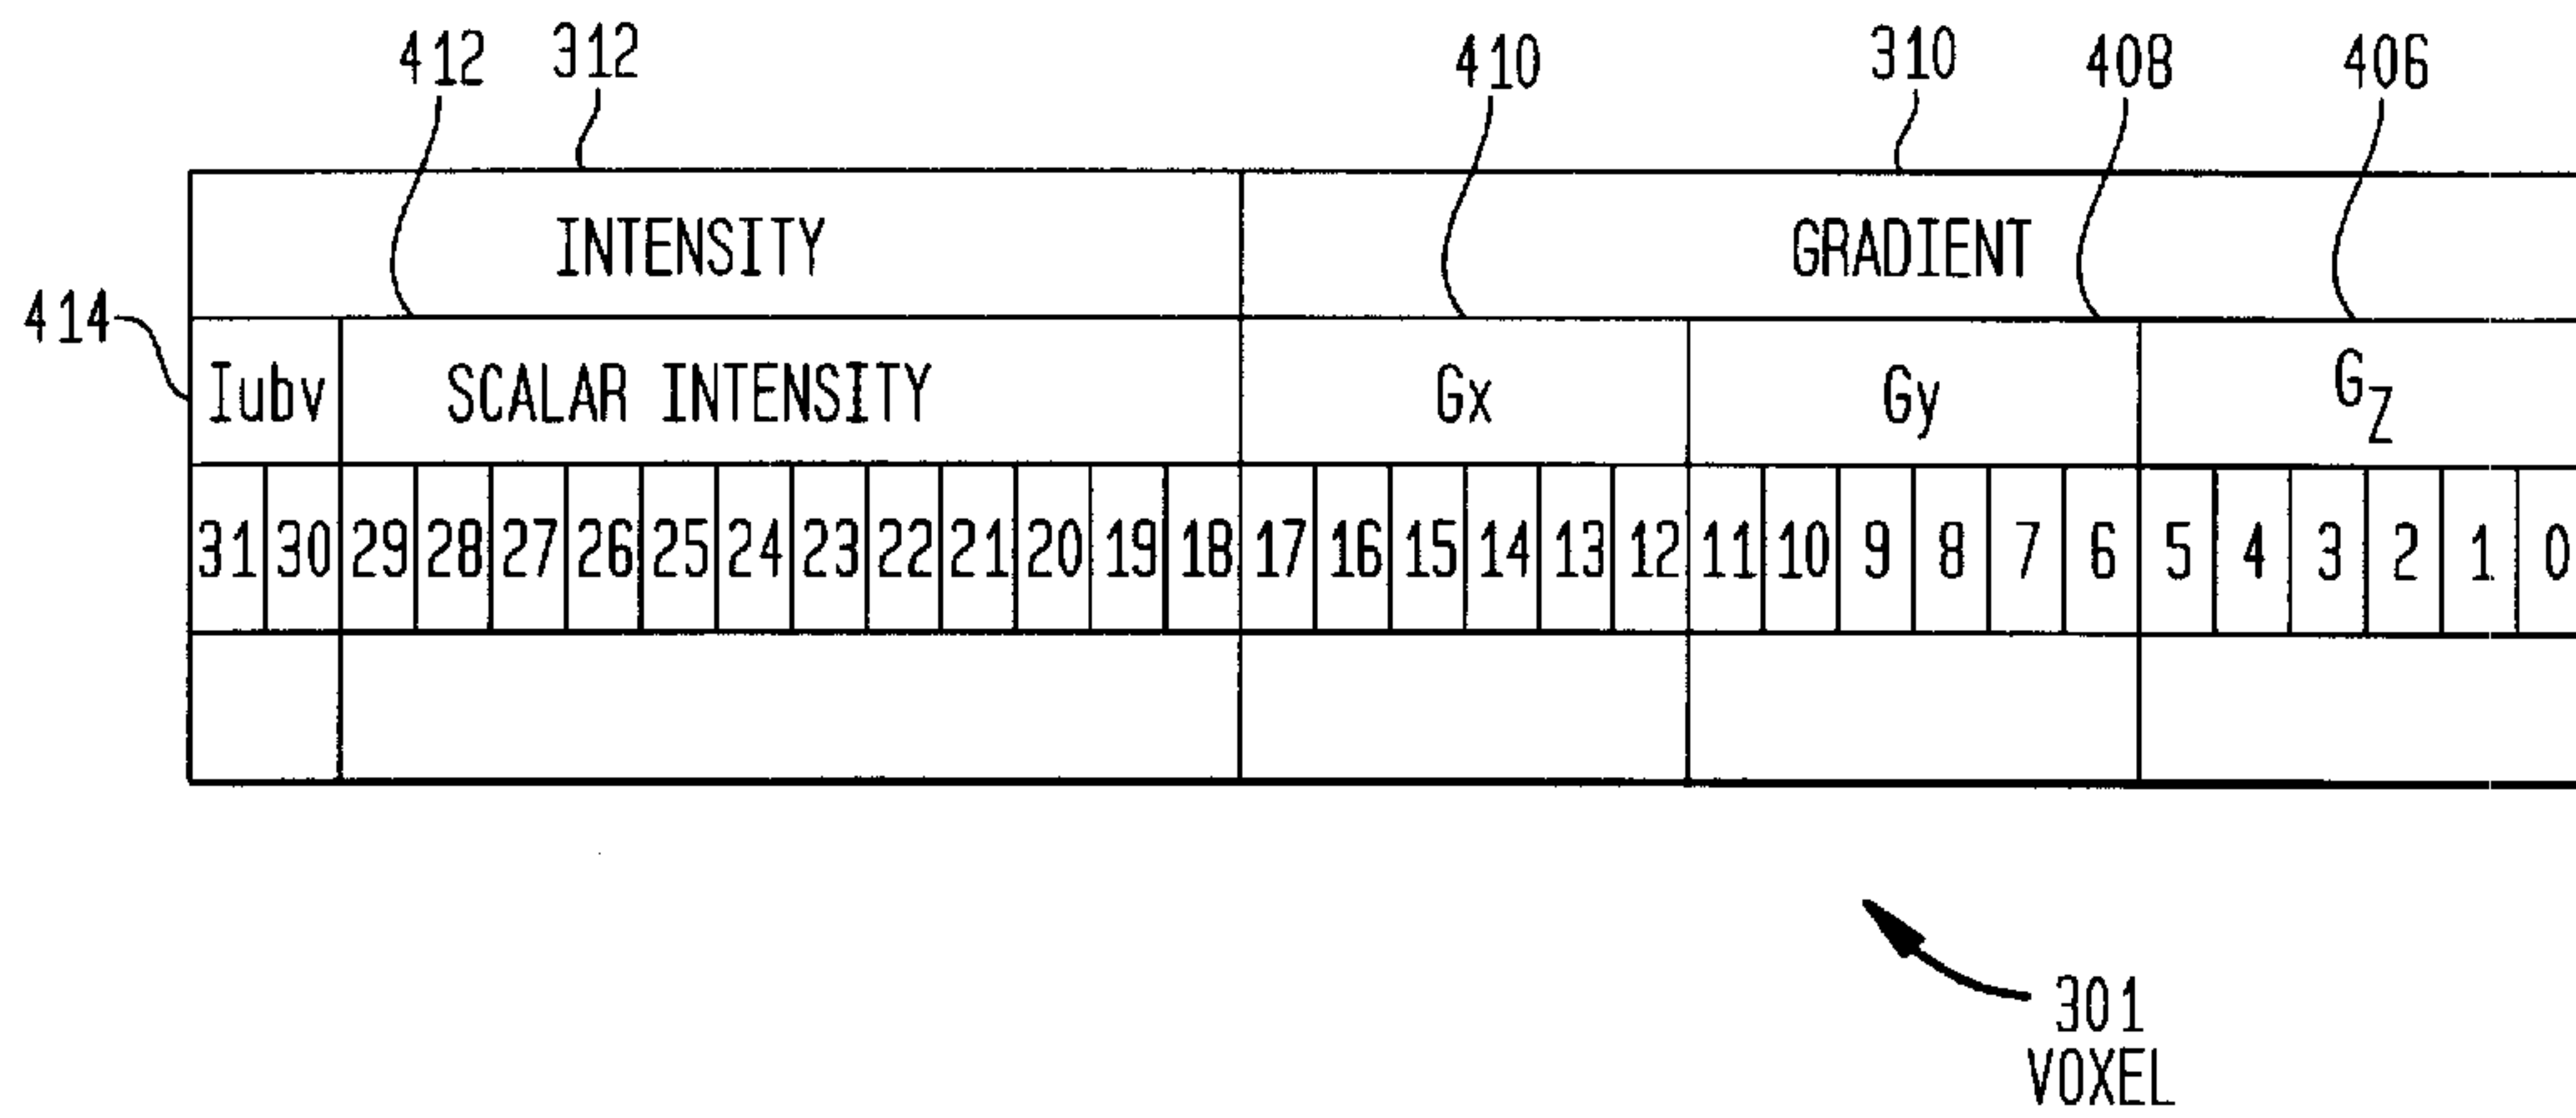 412 312 410 310 408 406
INTENSITY GRADIENT
414
Iubv SCALAR INTENSITY Gx Gy GZ
31 30 29 28 27 26 25 24 23 22 21 20 19 18 17 16 15 14 13 12 11 10 9 8 7 6 5 4 3 2 1 0
301
VOXEL